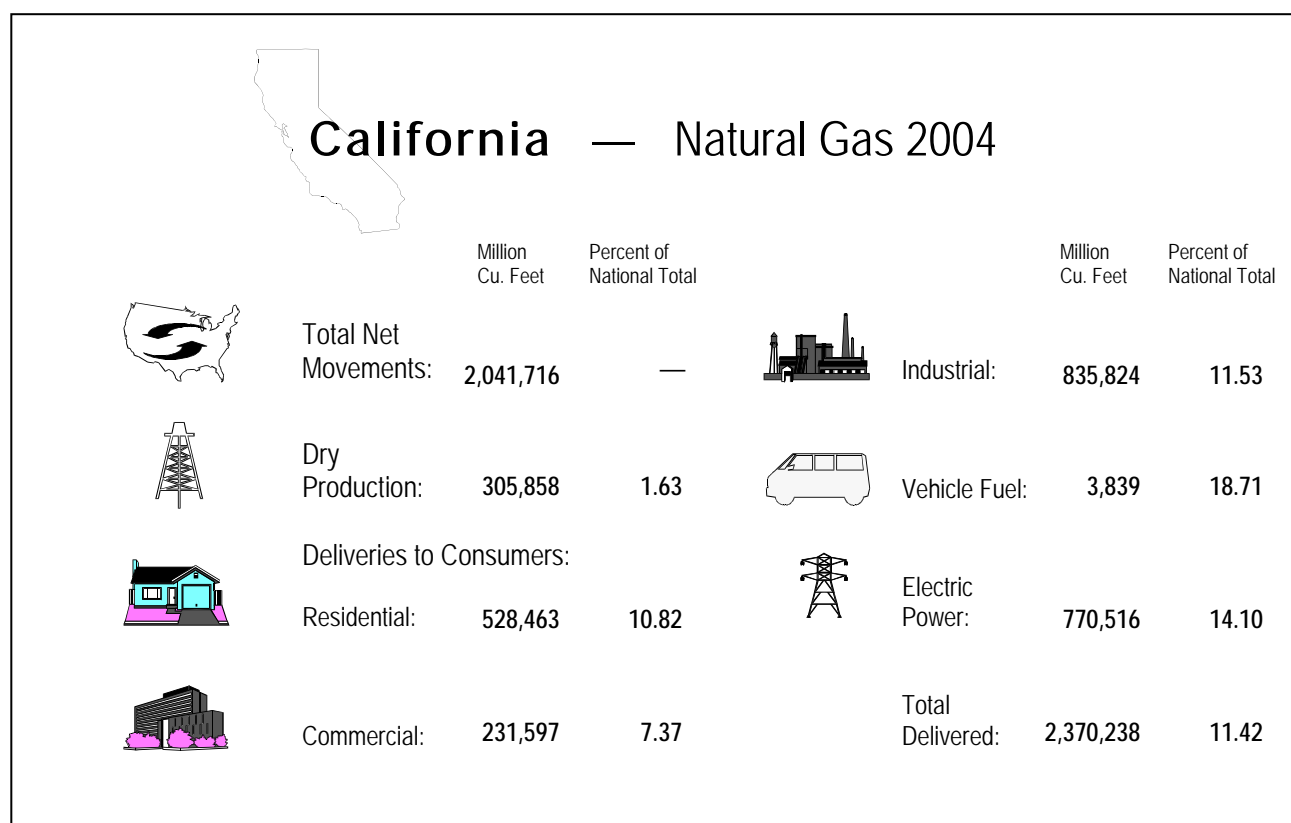 California — Natural Gas 2004
Million
Cu. Feet
Percent of
National Total
Total Net
Movements: 2,041,716 —
Dry
Production: 305,858 1.63
Deliveries to Consumers:
Residential: 528,463 10.82
Commercial: 231,597 7.37
Million
Cu. Feet
Percent of
National Total
Industrial: 835,824 11.53
Vehicle Fuel: 3,839 18.71
Electric
Power: 770,516 14.10
Total
Delivered: 2,370,238 11.42